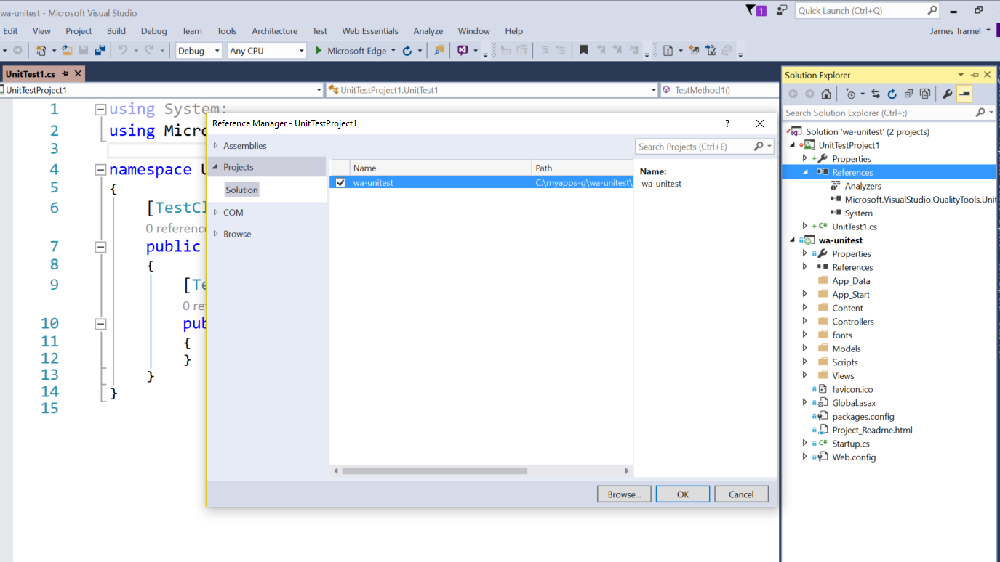 wa-unitest - Microsoft Visual Studio
1
Quick Launch (Ctrl+Q)
Edit View Project Build Debug Team Tools Architecture Test Web Essentials Analyze Window Help
James Tramel
Debug Any CPU Microsoft Edge
UnitTest1.cs
UnitTestProject1 UnitTestProject1.UnitTest1 TestMethod1()
1 using System;
2 using Micro
3
4 namespace U
5 {
6 [TestCl
0 reference
7 public
8 {
9 [Te
0 re
10 pub
11 {
12 }
13 }
14 }
15
Reference Manager - UnitTestProject1
?
Assemblies
Projects
Solution
COM
Browse
Search Projects (Ctrl+E)
Name Path
wa-unitest C:\myapps-g\wa-unitest\
Name:
wa-unitest
Browse... OK Cancel
Solution Explorer
Search Solution Explorer (Ctrl+;)
Solution 'wa-unitest' (2 projects)
UnitTestProject1
Properties
References
Analyzers
Microsoft.VisualStudio.QualityTools.Unit
System
C# UnitTest1.cs
wa-unitest
Properties
References
App_Data
App_Start
Content
Controllers
fonts
Models
Scripts
Views
favicon.ico
Global.asax
packages.config
Project_Readme.html
C# Startup.cs
Web.config